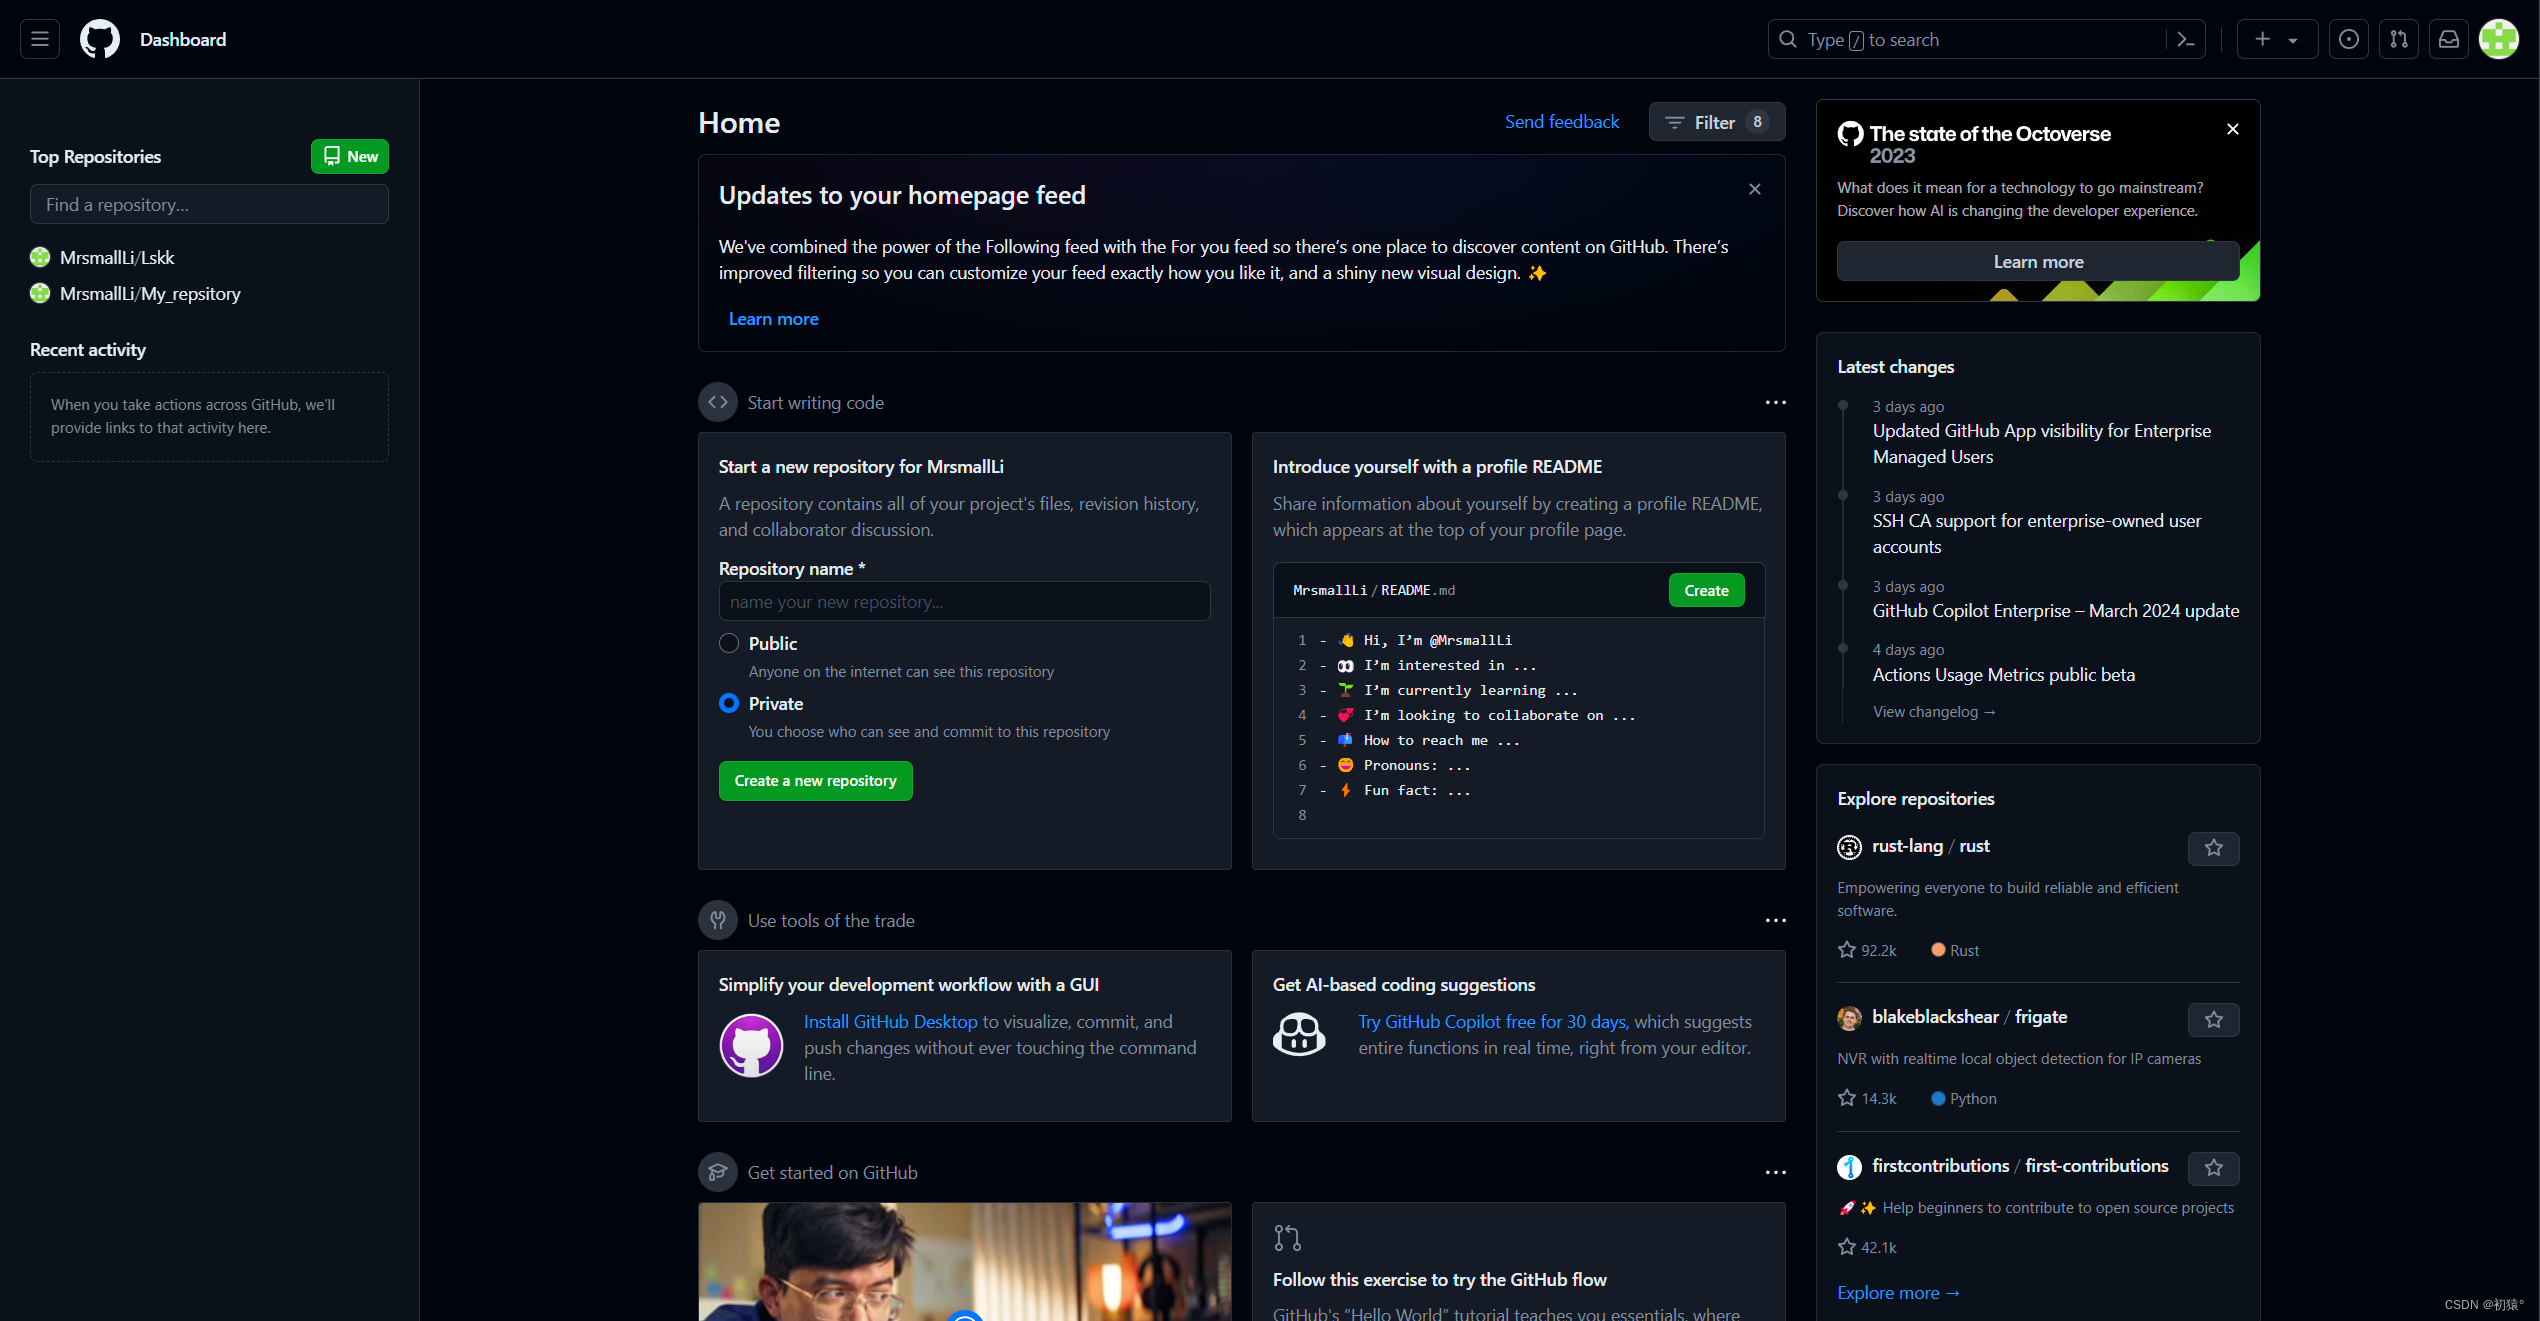 Dashboard
Type / to search
Top Repositories
New
Find a repository...
MrsmallLi/Lskk
MrsmallLi/My_repsitory
Recent activity
When you take actions across GitHub, we'll
provide links to that activity here.
Home
Send feedback
Filter 8
Updates to your homepage feed
We've combined the power of the Following feed with the For you feed so there's one place to discover content on GitHub. There's
improved filtering so you can customize your feed exactly how you like it, and a shiny new visual design. ✨
Learn more
Start writing code
Start a new repository for MrsmallLi
A repository contains all of your project's files, revision history,
and collaborator discussion.
Repository name *
name your new repository...
Public
Anyone on the internet can see this repository
Private
You choose who can see and commit to this repository
Create a new repository
Introduce yourself with a profile README
Share information about yourself by creating a profile README,
which appears at the top of your profile page.
MrsmallLi / README.md
Create
1 - 👋 Hi, I'm @MrsmallLi
2 - 👀 I'm interested in ...
3 - 🌱 I'm currently learning ...
4 - 💞️ I'm looking to collaborate on ...
5 - 📫 How to reach me ...
6 - 😄 Pronouns: ...
7 - ⚡ Fun fact: ...
8
Use tools of the trade
Simplify your development workflow with a GUI
Install GitHub Desktop to visualize, commit, and
push changes without ever touching the command
line.
Get AI-based coding suggestions
Try GitHub Copilot free for 30 days, which suggests
entire functions in real time, right from your editor.
Get started on GitHub
Follow this exercise to try the GitHub flow
GitHub's “Hello World” tutorial teaches you essentials, where
The state of the Octoverse
2023
What does it mean for a technology to go mainstream?
Discover how AI is changing the developer experience.
Learn more
Latest changes
3 days ago
Updated GitHub App visibility for Enterprise
Managed Users
3 days ago
SSH CA support for enterprise-owned user
accounts
3 days ago
GitHub Copilot Enterprise – March 2024 update
4 days ago
Actions Usage Metrics public beta
View changelog →
Explore repositories
rust-lang / rust
Empowering everyone to build reliable and efficient
software.
92.2k Rust
blakeblackshear / frigate
NVR with realtime local object detection for IP cameras
14.3k Python
firstcontributions / first-contributions
🚀 ✨ Help beginners to contribute to open source projects
42.1k
Explore more →
CSDN @初猿°